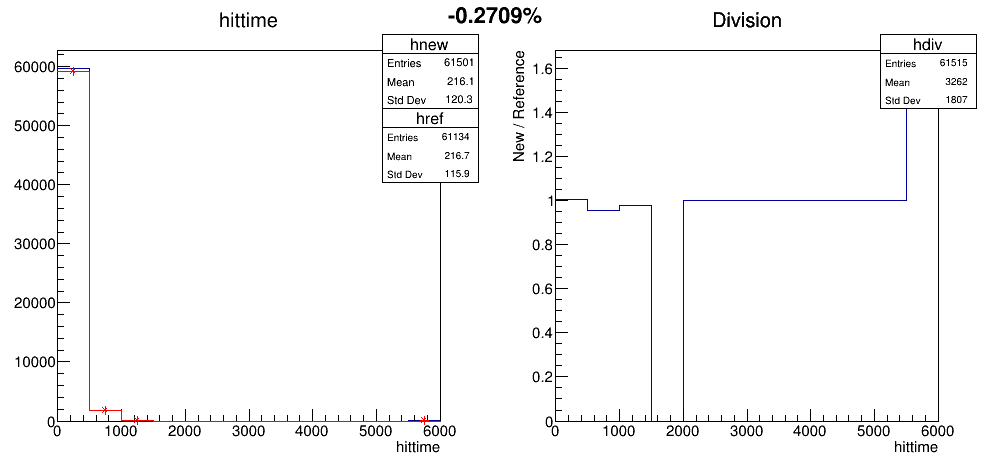 -0.2709%
hittime
hnew
Entries 61501
Mean 216.1
Std Dev 120.3
href
Entries 61134
Mean 216.7
Std Dev 115.9
60000
50000
40000
30000
20000
10000
0
0 1000 2000 3000 4000 5000 6000
hittime
Division
hdiv
Entries 61515
Mean 3262
Std Dev 1807
New / Reference
1.6
1.4
1.2
1
0.8
0.6
0.4
0.2
0
0 1000 2000 3000 4000 5000 6000
hittime